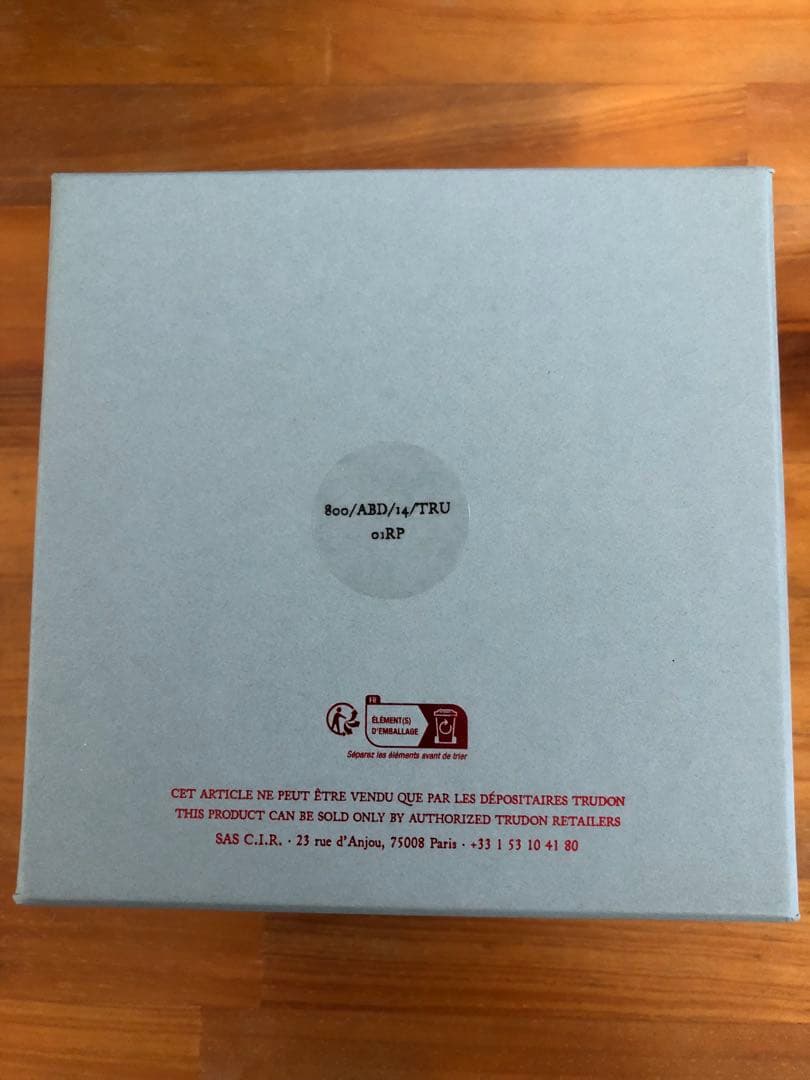 800/ABD/14/TRU
01RP
FR
ÉLÉMENT(S)
D'EMBALLAGE
Séparez les éléments avant de trier
CET ARTICLE NE PEUT ÊTRE VENDU QUE PAR LES DÉPOSITAIRES TRUDON
THIS PRODUCT CAN BE SOLD ONLY BY AUTHORIZED TRUDON RETAILERS
SAS C.I.R. · 23 rue d'Anjou, 75008 Paris · +33 1 53 10 41 80